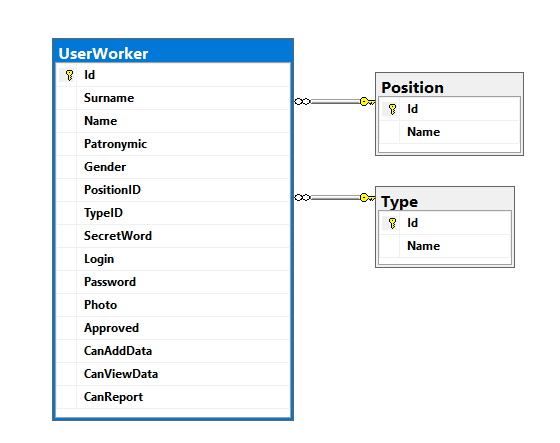 UserWorker
Id
Surname
Name
Patronymic
Gender
PositionID
TypeID
SecretWord
Login
Password
Photo
Approved
CanAddData
CanViewData
CanReport
Position
Id
Name
Type
Id
Name